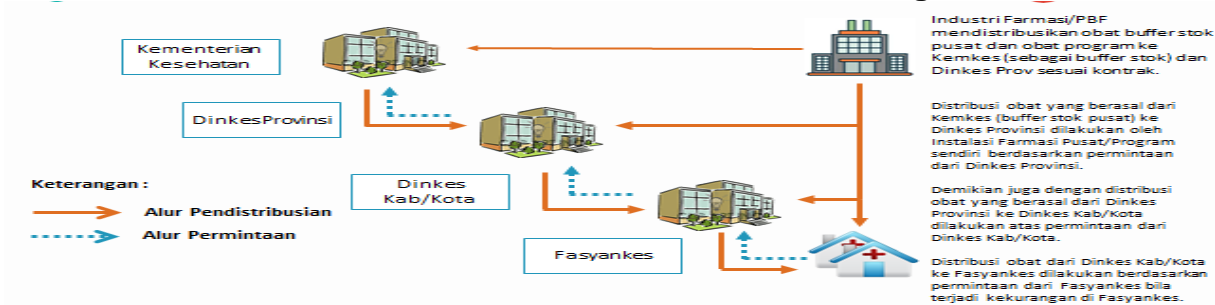 Kementerian
Kesehatan
DinkesProvinsi
Dinkes
Kab/Kota
Fasyankes
Keterangan :
Alur Pendistribusian
Alur Permintaan
Industri Farmasi/PBF
mendistribusikan obat buffer stok
pusat dan obat program ke
Kemkes (sebagai buffer stok) dan
Dinkes Prov sesuai kontrak.
Distribusi obat yang berasal dari
Kemkes (buffer stok pusat) ke
Dinkes Provinsi dilakukan oleh
Instalasi Farmasi Pusat/Program
sendiri berdasarkan permintaan
dari Dinkes Provinsi.
Demikian juga dengan distribusi
obat yang berasal dari Dinkes
Provinsi ke Dinkes Kab/Kota
dilakukan atas permintaan dari
Dinkes Kab/Kota.
Distribusi obat dari Dinkes Kab/Kota
ke Fasyankes dilakukan berdasarkan
permintaan dari Fasyankes bila
terjadi kekurangan di Fasyankes.